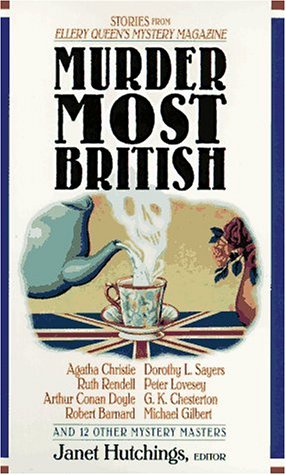 STORIES FROM
ELLERY QUEEN'S MYSTERY MAGAZINE
MURDER
MOST
BRITISH
Agatha Christie Dorothy L. Sayers
Ruth Rendell Peter Lovesey
Arthur Conan Doyle G. K. Chesterton
Robert Barnard Michael Gilbert
AND 12 OTHER MYSTERY MASTERS
Janet Hutchings, EDITOR